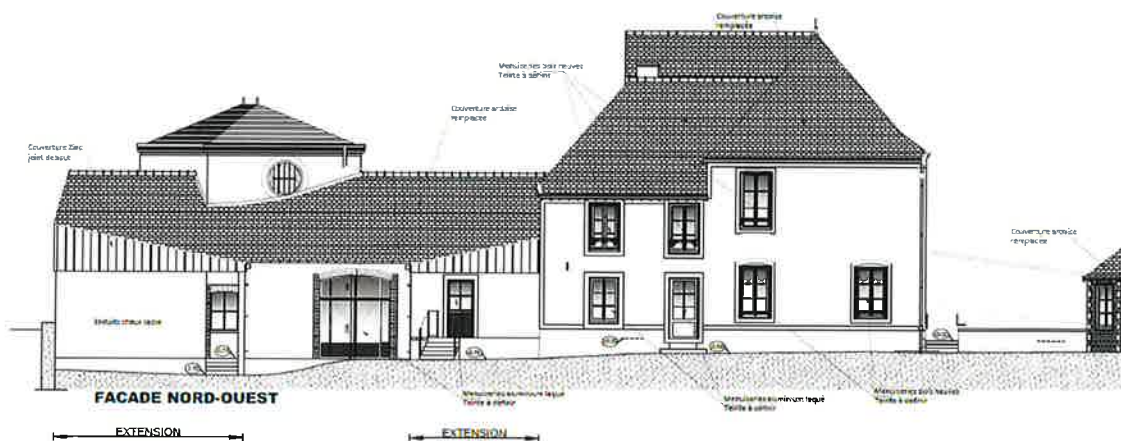 Couverture ardoise
remplacée
Menuiseries bois neuves
Teinte à définir
Couverture ardoise
remplacée
Couverture Zinc
joint debout
Couverture ardoise
remplacée
Enduits chaux
FACADE NORD-OUEST
Menuiseries aluminium laqué
Teinte à définir
Menuiseries aluminium laqué
Teinte à définir
Menuiseries bois neuves
Teinte à définir
EXTENSION
EXTENSION